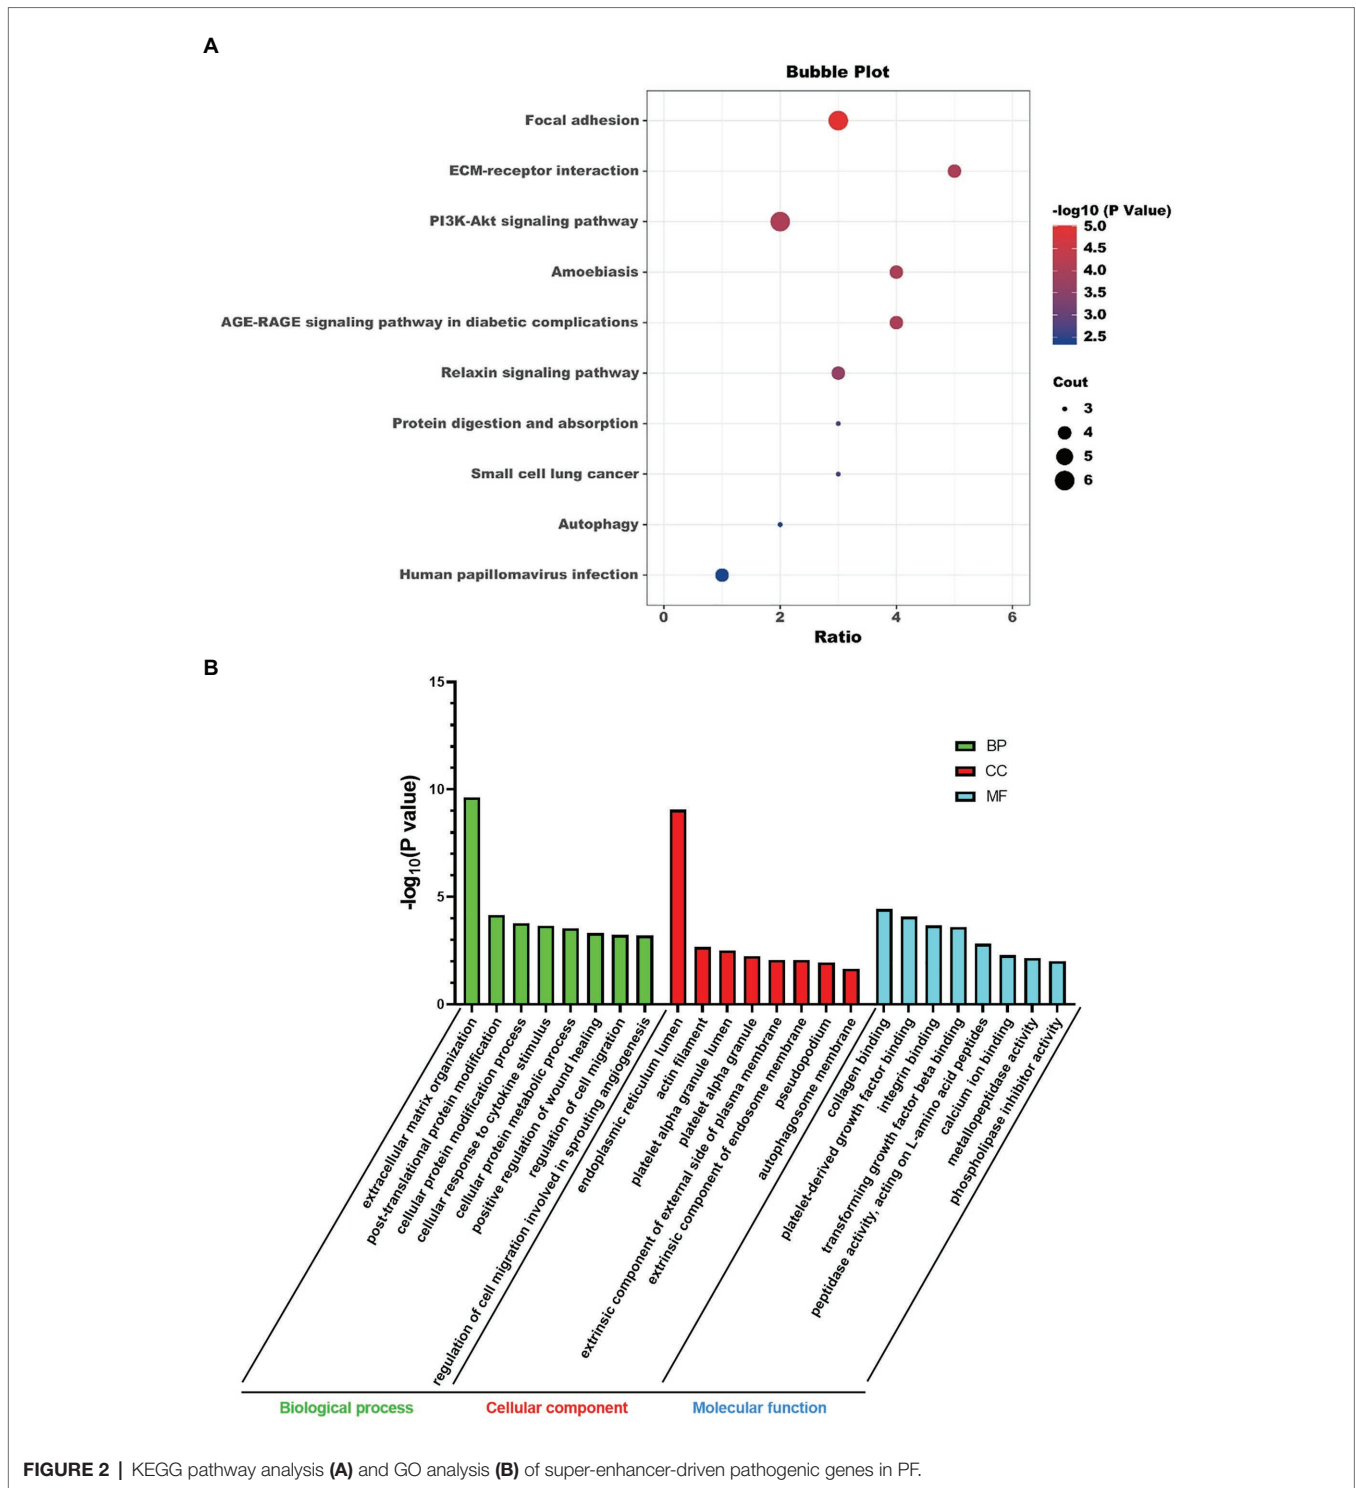 A
Bubble Plot
Focal adhesion
ECM-receptor interaction
PI3K-Akt signaling pathway
Amoebiasis
AGE-RAGE signaling pathway in diabetic complications
Relaxin signaling pathway
Protein digestion and absorption
Small cell lung cancer
Autophagy
Human papillomavirus infection
0 2 4 6
Ratio
-log10 (P Value)
5.0
4.5
4.0
3.5
3.0
2.5
Cout
3
4
5
6
B
15
10
5
0
-log10(P value)
BP
CC
MF
extracellular matrix organization
post-translational protein modification
cellular protein modification process
cellular response to cytokine stimulus
cellular protein metabolic process
positive regulation of wound healing
regulation of cell migration
regulation of cell migration involved in sprouting angiogenesis
endoplasmic reticulum lumen
actin filament
platelet alpha granule lumen
platelet alpha granule
extrinsic component of external side of plasma membrane
extrinsic component of endosome membrane
pseudopodium
autophagosome membrane
collagen binding
platelet-derived growth factor binding
integrin binding
transforming growth factor beta binding
peptidase activity, acting on L-amino acid peptides
calcium ion binding
metallopeptidase activity
phospholipase inhibitor activity
Biological process
Cellular component
Molecular function
FIGURE 2 | KEGG pathway analysis (A) and GO analysis (B) of super-enhancer-driven pathogenic genes in PF.